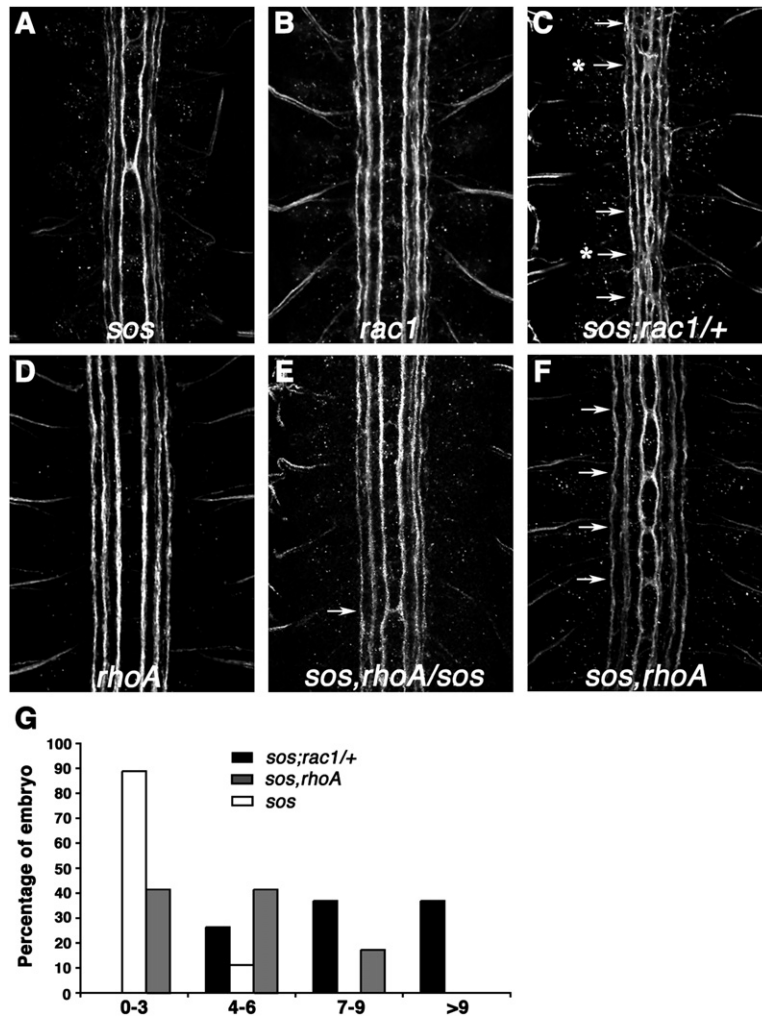 A
sos
B
rac1
C
*
*
sos;rac1/+
D
rhoA
E
sos,rhoA/sos
F
sos,rhoA
G
Percentage of embryo
100
90
80
70
60
50
40
30
20
10
0
sos;rac1/+
sos,rhoA
sos
0-3
4-6
7-9
>9